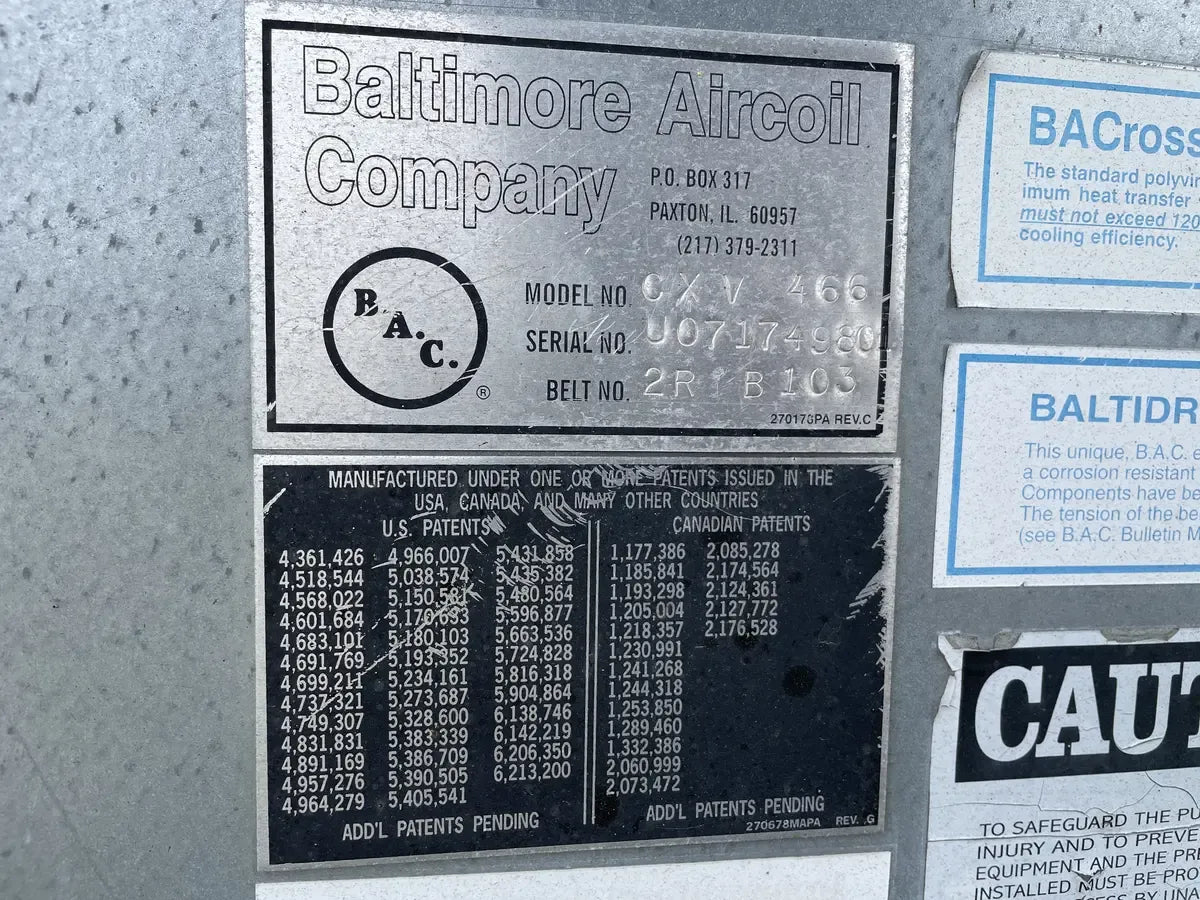 Baltimore Aircoil
Company
P.O. BOX 317
PAXTON, IL. 60957
(217) 379-2311
B.A.C.
®
MODEL NO. CXV 466
SERIAL NO. U071749801
BELT NO. 2R B103
270173PA REV.C
MANUFACTURED UNDER ONE OR MORE PATENTS ISSUED IN THE
USA, CANADA, AND MANY OTHER COUNTRIES
U.S. PATENTS
4,361,426 4,966,007 5,431,858
4,518,544 5,038,574 5,435,382
4,568,022 5,150,581 5,480,564
4,601,684 5,170,633 5,596,877
4,683,101 5,180,103 5,663,536
4,691,769 5,193,352 5,724,828
4,699,211 5,234,161 5,816,318
4,737,321 5,273,687 5,904,864
4,749,307 5,328,600 6,138,746
4,831,831 5,383,339 6,142,219
4,891,169 5,386,709 6,206,350
4,957,276 5,390,505 6,213,200
4,964,279 5,405,541
ADD'L PATENTS PENDING
CANADIAN PATENTS
1,177,386 2,085,278
1,185,841 2,174,564
1,193,298 2,124,361
1,205,004 2,127,772
1,218,357 2,176,528
1,230,991
1,241,268
1,244,318
1,253,850
1,289,460
1,332,386
2,060,999
2,073,472
ADD'L PATENTS PENDING
270678MAPA REV. G
BACross
The standard polyvin
imum heat transfer
must not exceed 120
cooling efficiency.
BALTIDR
This unique, B.A.C. e
a corrosion resistant
Components have be
The tension of the be
(see B.A.C. Bulletin M
CAUT
TO SAFEGUARD THE PU
INJURY AND TO PREVE
EQUIPMENT AND THE PRE
INSTALLED MUST BE PRO
BY UNA